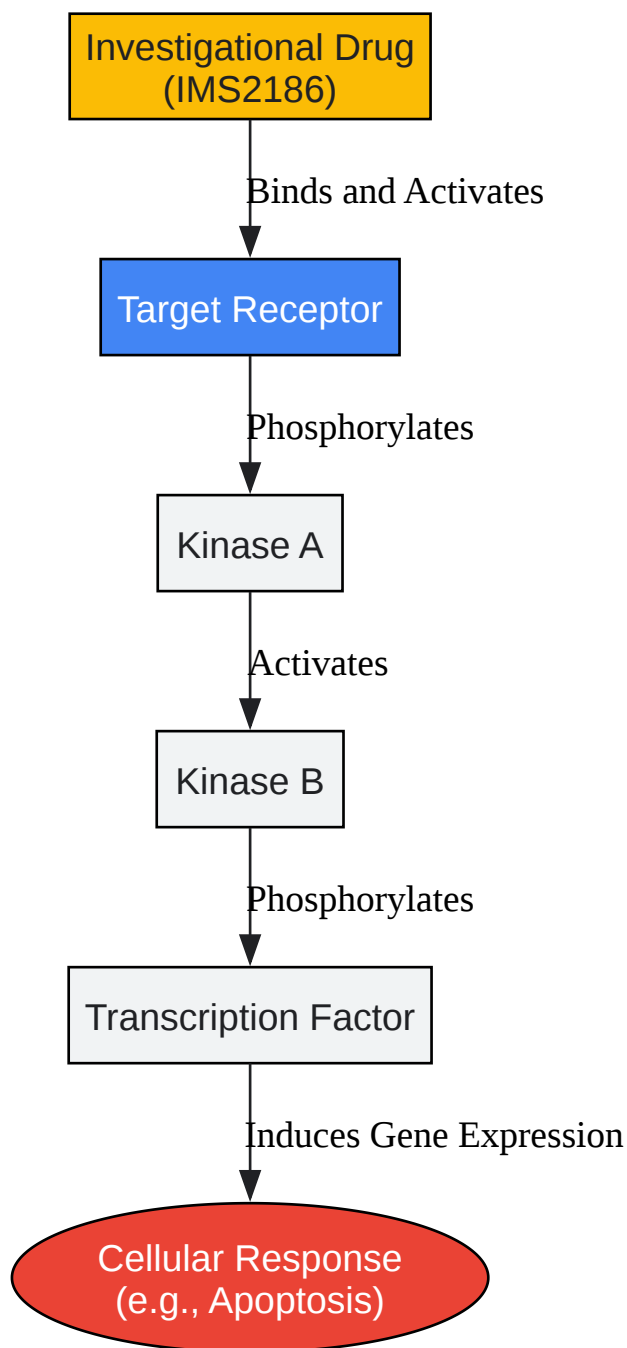 Investigational Drug
(IMS2186)
Binds and Activates
Target Receptor
Phosphorylates
Kinase A
Activates
Kinase B
Phosphorylates
Transcription Factor
Induces Gene Expression
Cellular Response
(e.g., Apoptosis)